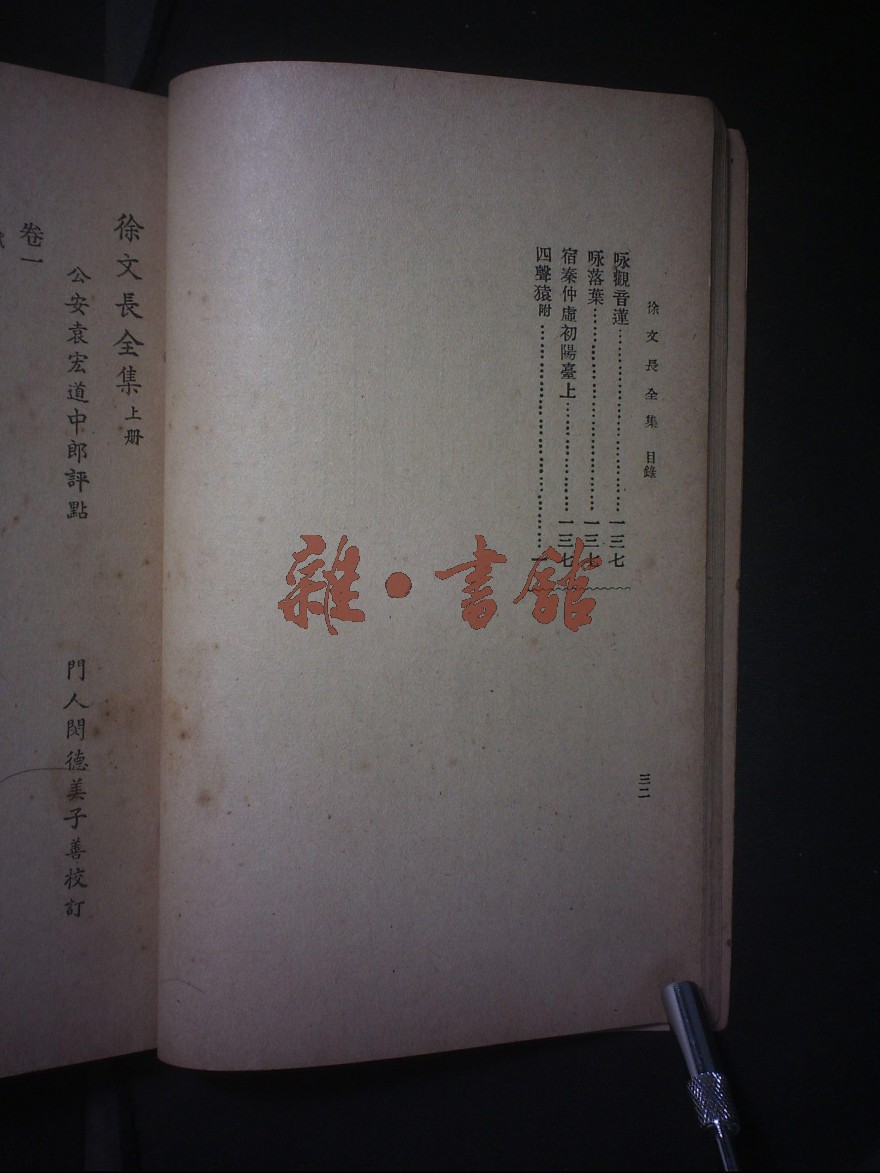 徐文長全集 目錄
三二
咏觀音蓮…………………………一三七
咏落葉…………………………一三七
宿秦仲虛初陽臺上………………一三七
四聲猿附…………………………一
徐文長全集 上册
公安袁宏道中郎評點
門人閔德美子善校訂
卷一
雜·書館